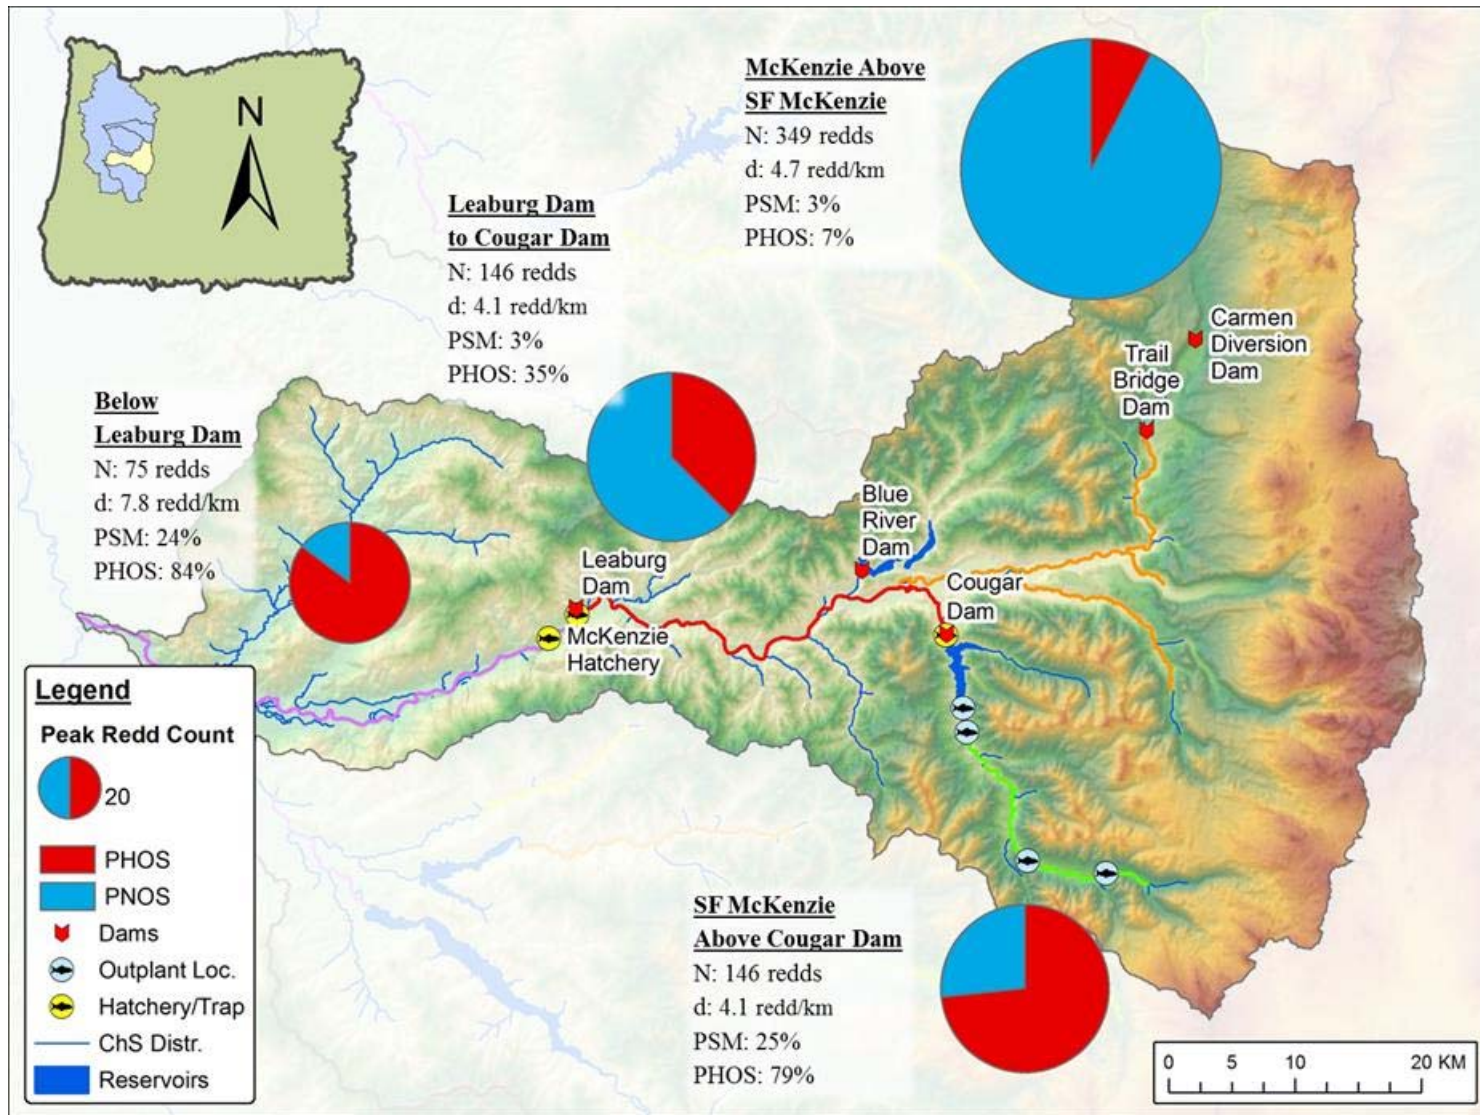 N
McKenzie Above
SF McKenzie
N: 349 redds
d: 4.7 redd/km
PSM: 3%
PHOS: 7%
Leaburg Dam
to Cougar Dam
N: 146 redds
d: 4.1 redd/km
PSM: 3%
PHOS: 35%
Below
Leaburg Dam
N: 75 redds
d: 7.8 redd/km
PSM: 24%
PHOS: 84%
Carmen
Diversion
Dam
Trail
Bridge
Dam
Blue
River
Dam
Leaburg
Dam
Cougar
Dam
McKenzie
Hatchery
Legend
Peak Redd Count
20
PHOS
PNOS
Dams
Outplant Loc.
Hatchery/Trap
ChS Distr.
Reservoirs
SF McKenzie
Above Cougar Dam
N: 146 redds
d: 4.1 redd/km
PSM: 25%
PHOS: 79%
0 5 10 20 KM